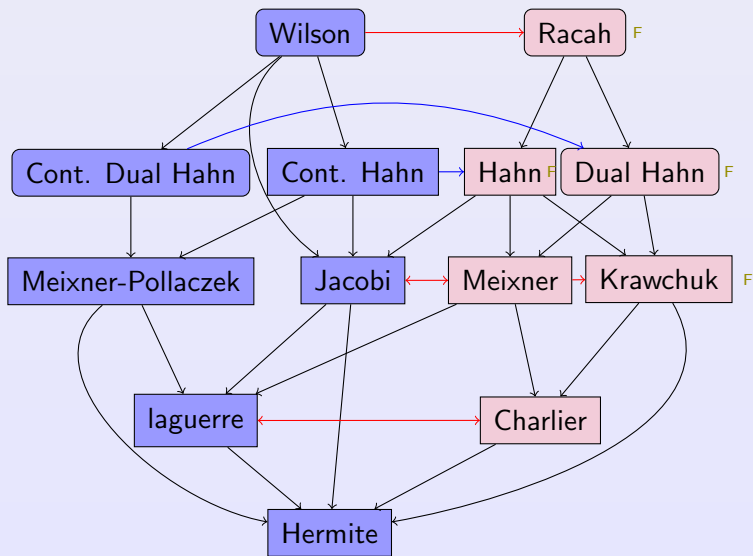 Wilson
Racah F
Cont. Dual Hahn
Cont. Hahn
Hahn F
Dual Hahn F
Meixner-Pollaczek
Jacobi
Meixner
Krawchuk F
laguerre
Charlier
Hermite